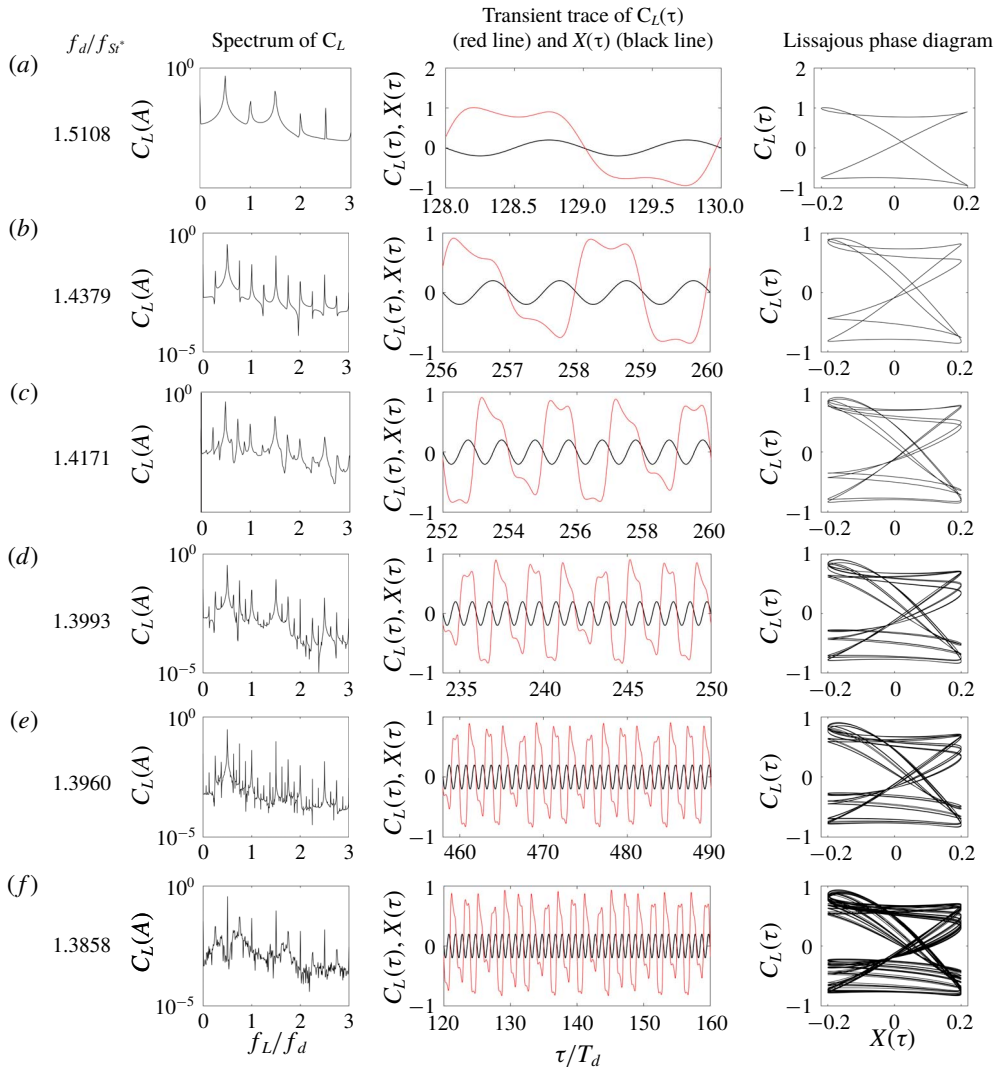 f_d/f_{St*}
Spectrum of C_L
Transient trace of C_L(τ)
(red line) and X(τ) (black line)
Lissajous phase diagram
(a)
1.5108
C_L(A)
10^0
0 1 2 3
C_L(τ), X(τ)
2
1
0
−1
128.0 128.5 129.0 129.5 130.0
C_L(τ)
2
1
0
−1
−0.2 0 0.2
(b)
1.4379
C_L(A)
10^0
10^−5
0 1 2 3
C_L(τ), X(τ)
1
0
−1
256 257 258 259 260
C_L(τ)
1
0
−1
−0.2 0 0.2
(c)
1.4171
C_L(A)
10^0
0 1 2 3
C_L(τ), X(τ)
1
0
−1
252 254 256 258 260
C_L(τ)
1
0
−1
−0.2 0 0.2
(d)
1.3993
C_L(A)
10^0
10^−5
0 1 2 3
C_L(τ), X(τ)
1
0
−1
235 240 245 250
C_L(τ)
1
0
−1
−0.2 0 0.2
(e)
1.3960
C_L(A)
10^0
10^−5
0 1 2 3
C_L(τ), X(τ)
1
0
−1
460 470 480 490
C_L(τ)
1
0
−1
−0.2 0 0.2
(f)
1.3858
C_L(A)
10^0
10^−5
0 1 2 3
f_L/f_d
C_L(τ), X(τ)
1
0
−1
120 130 140 150 160
τ/T_d
C_L(τ)
1
0
−1
−0.2 0 0.2
X(τ)